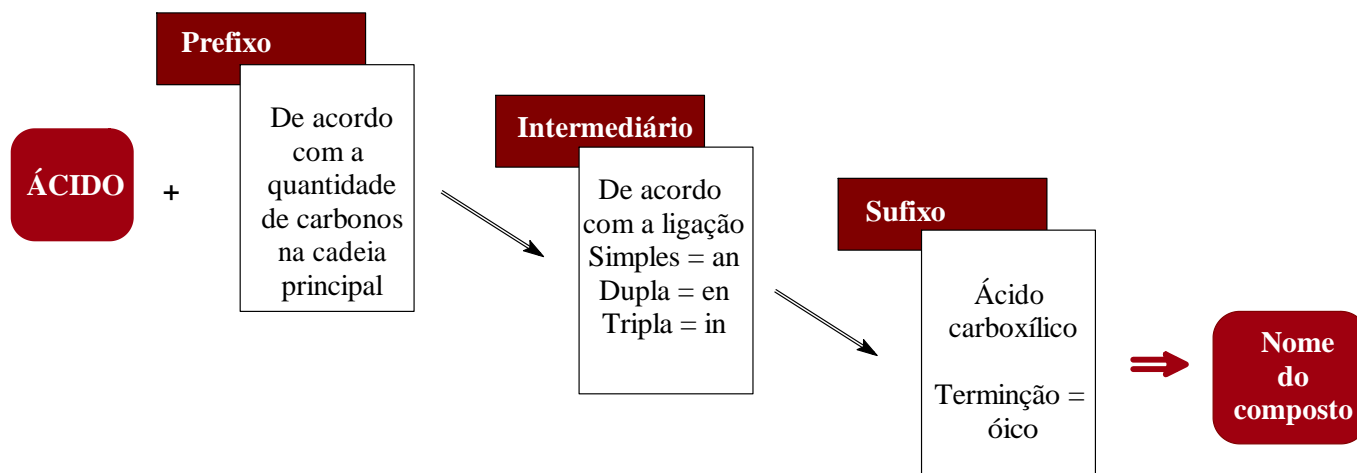 ÁCIDO
+
Prefixo
De acordo
com a
quantidade
de carbonos
na cadeia
principal
Intermediário
De acordo
com a ligação
Simples = an
Dupla = en
Tripla = in
Sufixo
Ácido
carboxílico
Terminção =
óico
Nome
do
composto